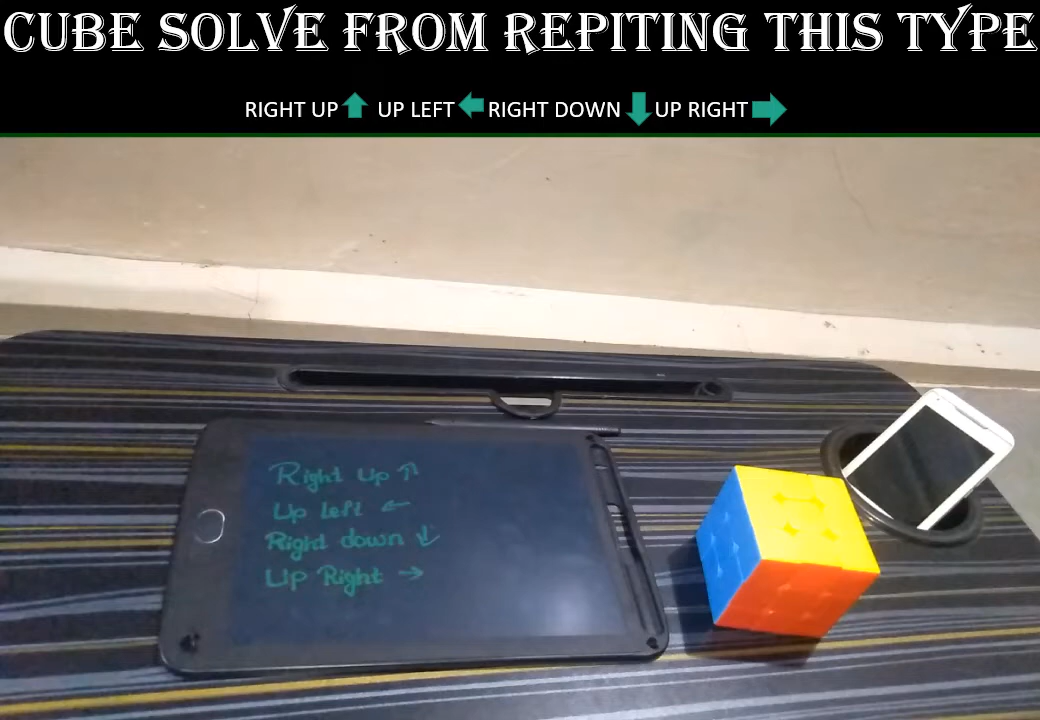 CUBE SOLVE FROM REPITING THIS TYPE
RIGHT UP ⬆ UP LEFT ⬅ RIGHT DOWN ⬇ UP RIGHT ➡
Right Up ↑
Up left ←
Right down ↓
Up Right →